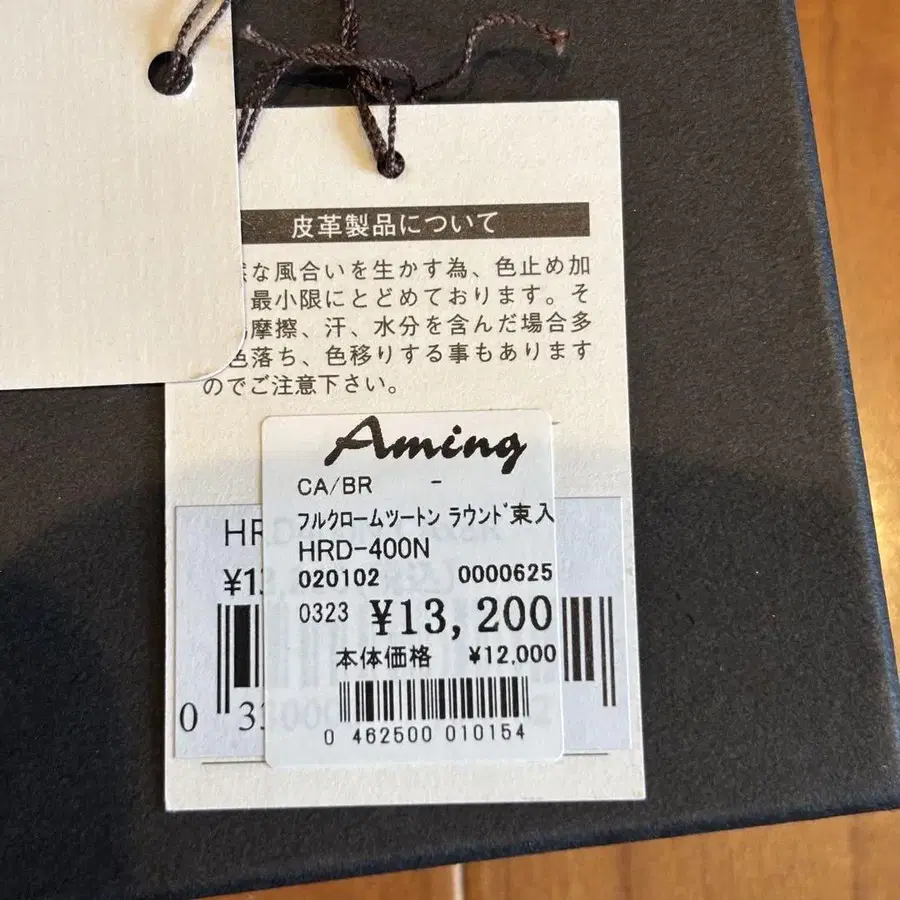 皮革製品について
な風合いを生かす為、色止め加
最小限にとどめております。そ
摩擦、汗、水分を含んだ場合多
色落ち、色移りする事もあります
のでご注意下さい。
Aming
CA/BR -
フルクロームツートン ラウンド束入
HRD-400N
020102 0000625
0323 ¥13,200
本体価格 ¥12,000
0 462500 010154
HR
¥1
0 3